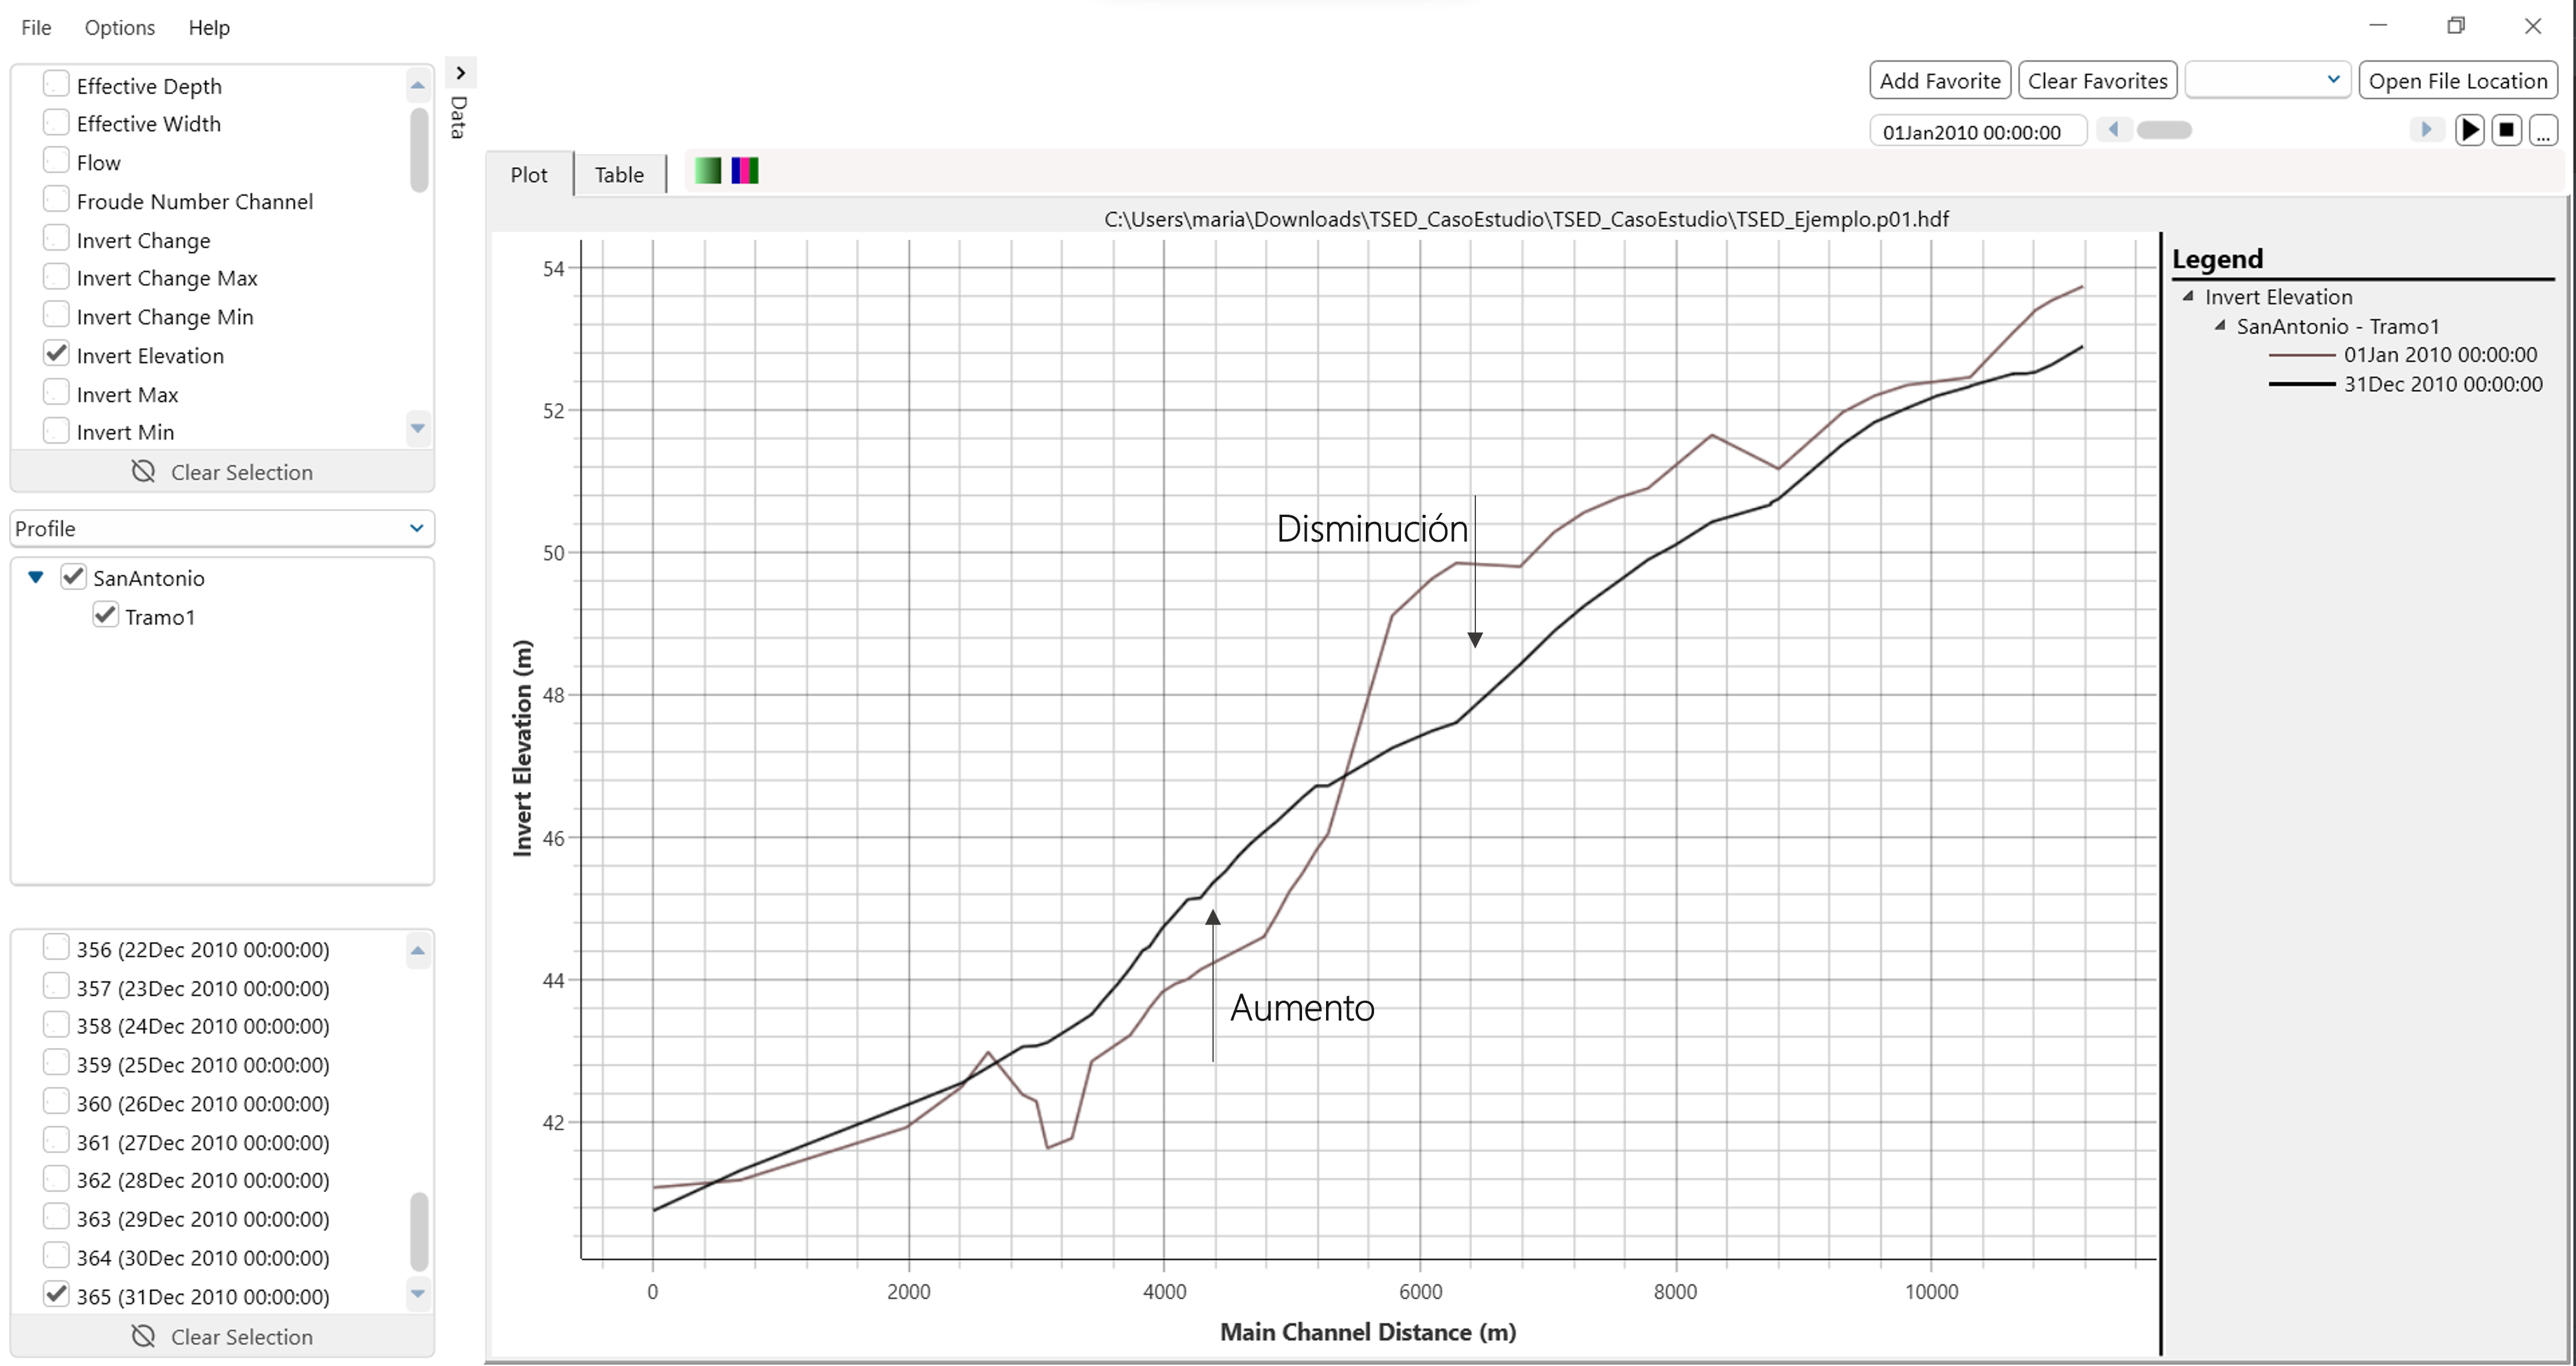 File Options Help
Effective Depth
Effective Width
Flow
Froude Number Channel
Invert Change
Invert Change Max
Invert Change Min
Invert Elevation
Invert Max
Invert Min
Clear Selection
Profile
SanAntonio
Tramo1
356 (22Dec 2010 00:00:00)
357 (23Dec 2010 00:00:00)
358 (24Dec 2010 00:00:00)
359 (25Dec 2010 00:00:00)
360 (26Dec 2010 00:00:00)
361 (27Dec 2010 00:00:00)
362 (28Dec 2010 00:00:00)
363 (29Dec 2010 00:00:00)
364 (30Dec 2010 00:00:00)
365 (31Dec 2010 00:00:00)
Clear Selection
Data
Add Favorite Clear Favorites Open File Location
01Jan2010 00:00:00 ...
Plot Table
C:\Users\maria\Downloads\TSED_CasoEstudio\TSED_CasoEstudio\TSED_Ejemplo.p01.hdf
Invert Elevation (m)
54
52
50
48
46
44
42
Disminución
Aumento
0 2000 4000 6000 8000 10000
Main Channel Distance (m)
Legend
Invert Elevation
SanAntonio - Tramo1
01Jan 2010 00:00:00
31Dec 2010 00:00:00